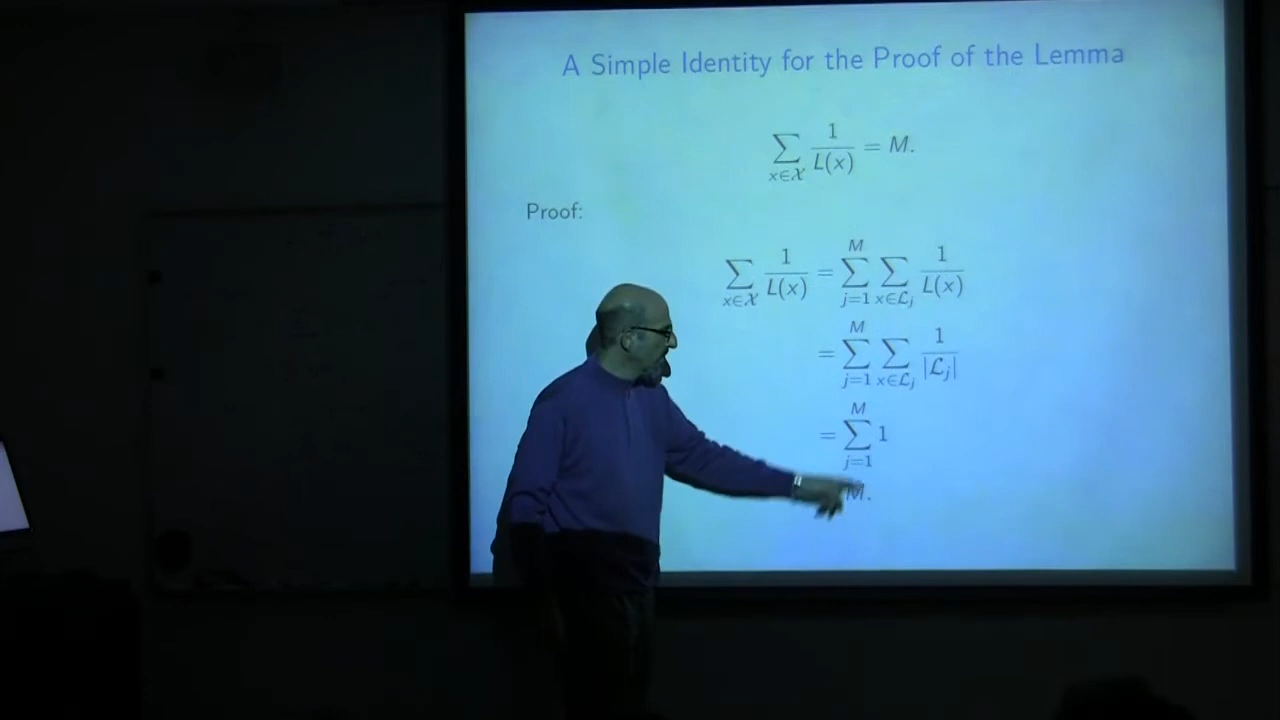 A Simple Identity for the Proof of the Lemma
∑_{x∈𝒳} 1/L(x) = M.
Proof:
∑_{x∈𝒳} 1/L(x) = ∑_{j=1}^{M} ∑_{x∈ℒ_j} 1/L(x)
= ∑_{j=1}^{M} ∑_{x∈ℒ_j} 1/|ℒ_j|
= ∑_{j=1}^{M} 1
M.